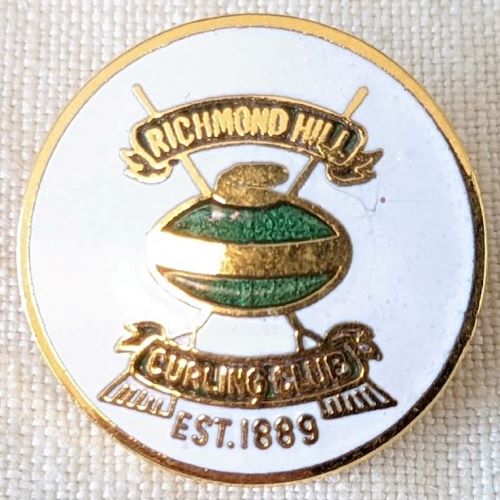 RICHMOND HILL
CURLING CLUB
EST. 1889